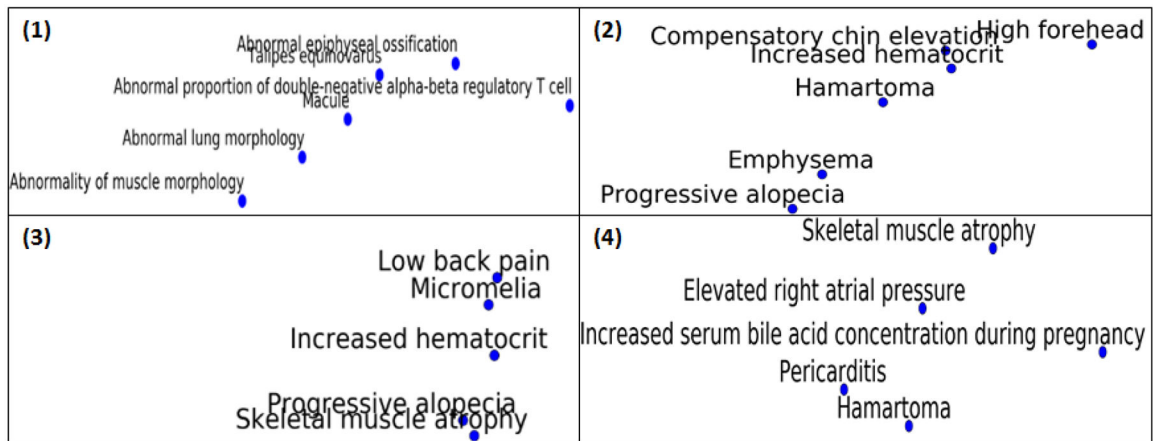 (1)
Abnormal epiphyseal ossification
Talipes equinovarus
Abnormal proportion of double-negative alpha-beta regulatory T cell
Macule
Abnormal lung morphology
Abnormality of muscle morphology
(2)
High forehead
Compensatory chin elevation
Increased hematocrit
Hamartoma
Emphysema
Progressive alopecia
(3)
Low back pain
Micromelia
Increased hematocrit
Progressive alopecia
Skeletal muscle atrophy
(4)
Skeletal muscle atrophy
Elevated right atrial pressure
Increased serum bile acid concentration during pregnancy
Pericarditis
Hamartoma